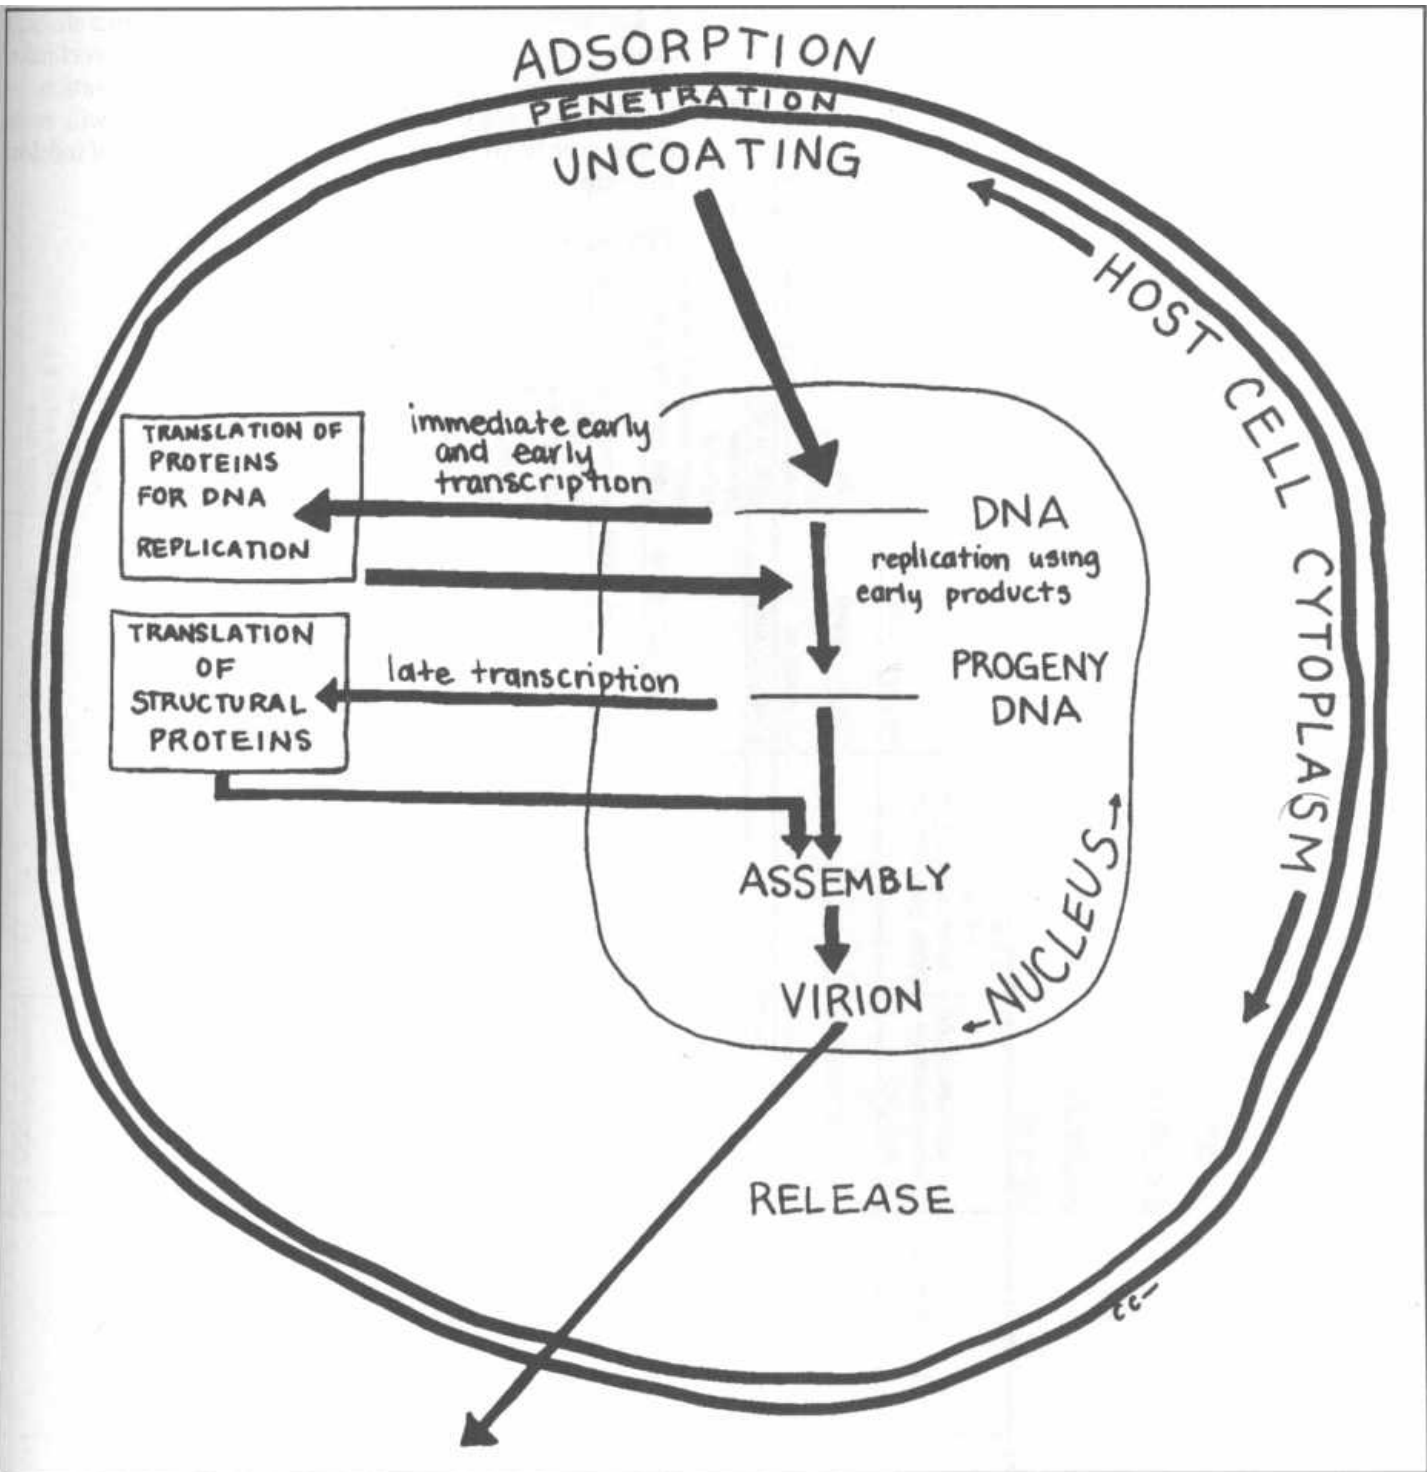 ADSORPTION
PENETRATION
UNCOATING
HOST CELL CYTOPLASM
immediate early
and early
transcription
TRANSLATION OF
PROTEINS
FOR DNA
REPLICATION
DNA
replication using
early products
TRANSLATION
OF
STRUCTURAL
PROTEINS
late transcription
PROGENY
DNA
ASSEMBLY
NUCLEUS
VIRION
RELEASE